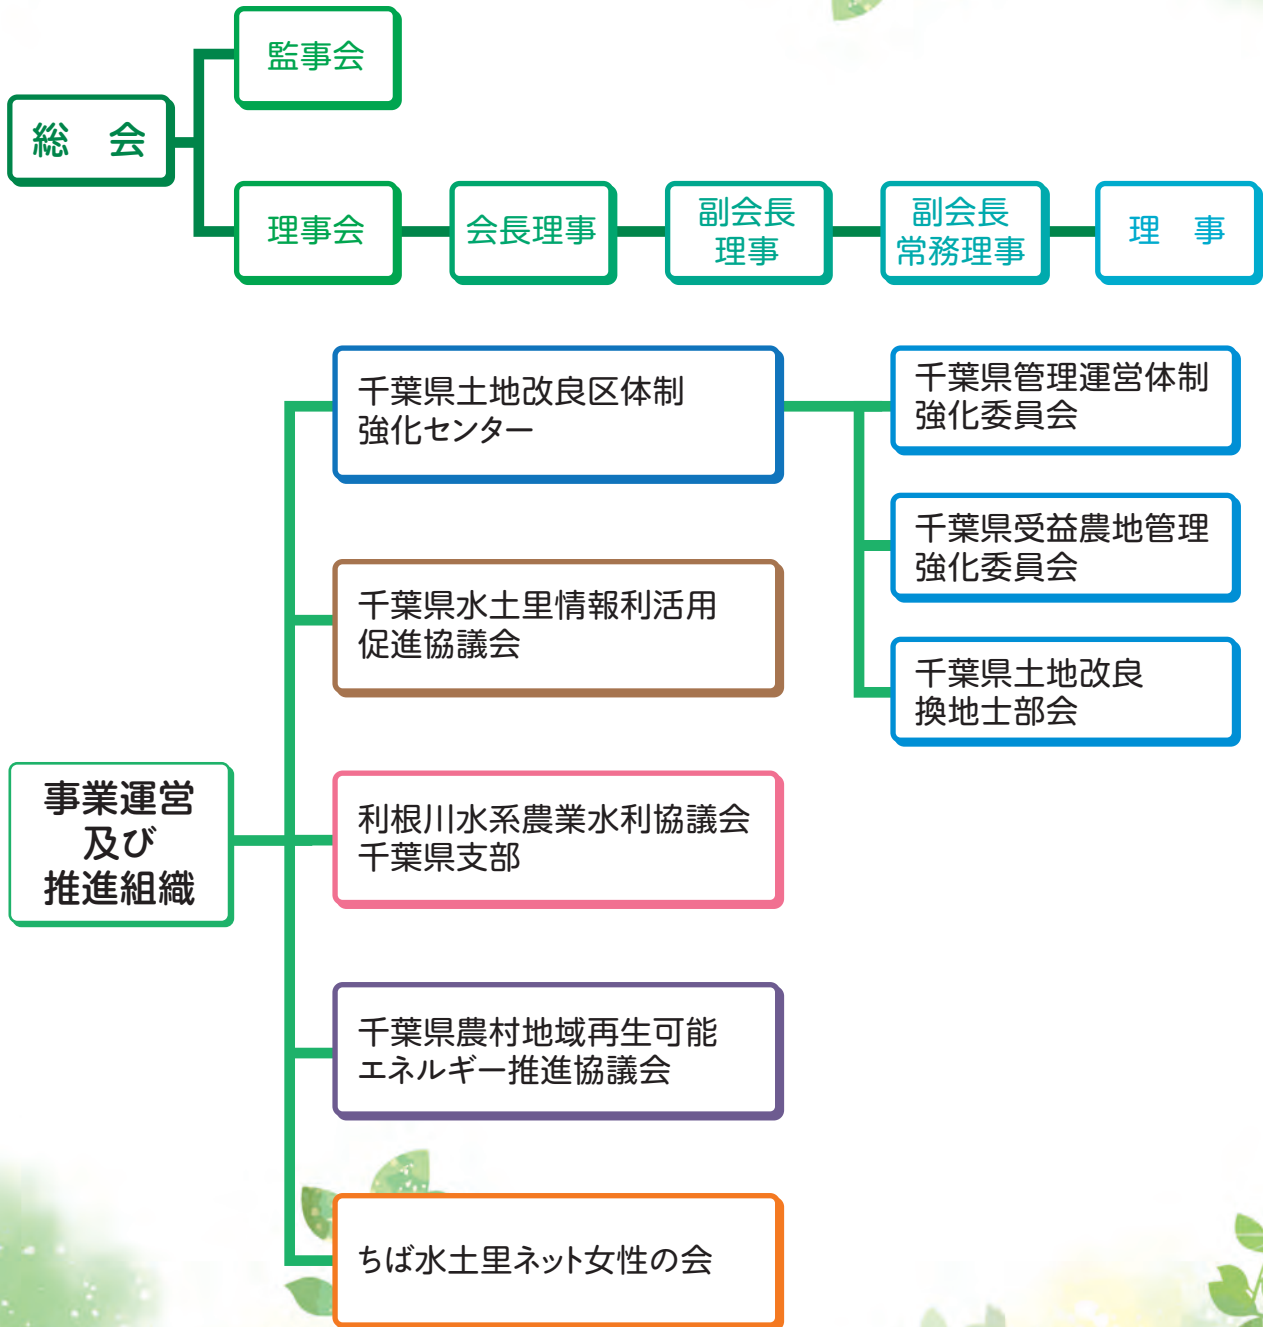 監事会
総　会
理事会
会長理事
副会長
理事
副会長
常務理事
理　事
千葉県土地改良区体制
強化センター
千葉県管理運営体制
強化委員会
千葉県受益農地管理
強化委員会
千葉県土地改良
換地士部会
千葉県水土里情報利活用
促進協議会
事業運営
及び
推進組織
利根川水系農業水利協議会
千葉県支部
千葉県農村地域再生可能
エネルギー推進協議会
ちば水土里ネット女性の会